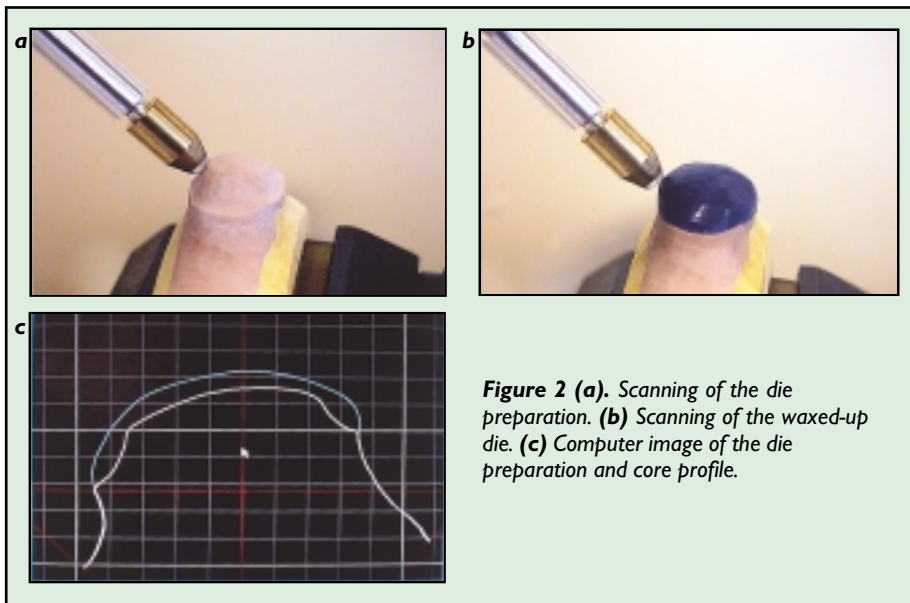 a
b
c
Figure 2 (a). Scanning of the die
preparation. (b) Scanning of the waxed-up
die. (c) Computer image of the die
preparation and core profile.